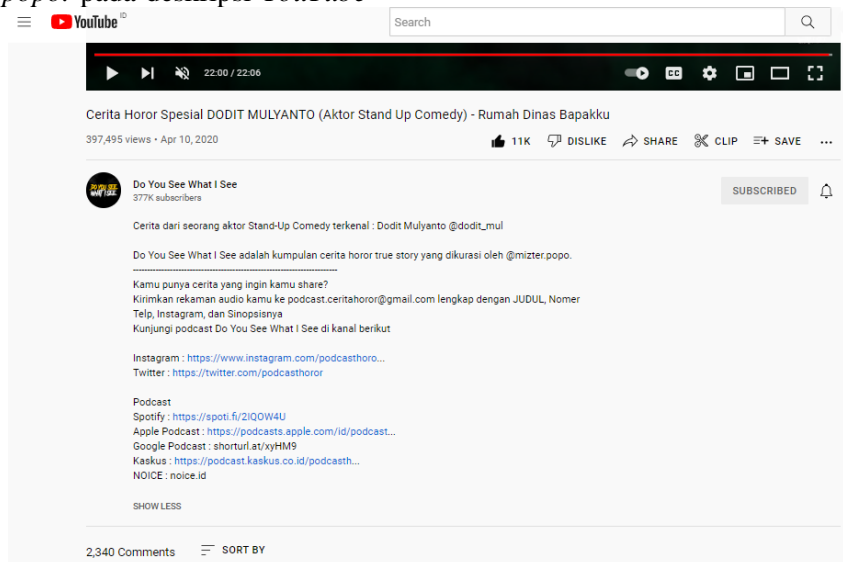 popo. pada deskripsi YouTube
YouTube ID
Search
22:00 / 22:06
CC
Cerita Horor Spesial DODIT MULYANTO (Aktor Stand Up Comedy) - Rumah Dinas Bapakku
397,495 views • Apr 10, 2020
11K DISLIKE SHARE CLIP SAVE ...
DO YOU SEE
WHAT I SEE
Do You See What I See
377K subscribers
SUBSCRIBED
Cerita dari seorang aktor Stand-Up Comedy terkenal : Dodit Mulyanto @dodit_mul
Do You See What I See adalah kumpulan cerita horor true story yang dikurasi oleh @mizter.popo.
------------------------------------------------------------------------
Kamu punya cerita yang ingin kamu share?
Kirimkan rekaman audio kamu ke podcast.ceritahoror@gmail.com lengkap dengan JUDUL, Nomer
Telp, Instagram, dan Sinopsisnya
Kunjungi podcast Do You See What I See di kanal berikut
Instagram : https://www.instagram.com/podcasthoro...
Twitter : https://twitter.com/podcasthoror
Podcast
Spotify : https://spoti.fi/2IQOW4U
Apple Podcast : https://podcasts.apple.com/id/podcast...
Google Podcast : shorturl.at/xyHM9
Kaskus : https://podcast.kaskus.co.id/podcasth...
NOICE : noice.id
SHOW LESS
2,340 Comments SORT BY